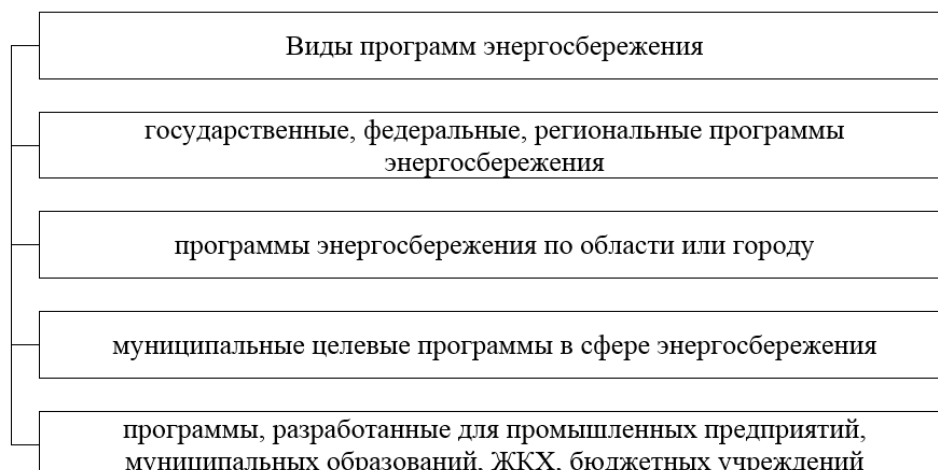 Виды программ энергосбережения
государственные, федеральные, региональные программы
энергосбережения
программы энергосбережения по области или городу
муниципальные целевые программы в сфере энергосбережения
программы, разработанные для промышленных предприятий,
муниципальных образований, ЖКХ, бюджетных учреждений